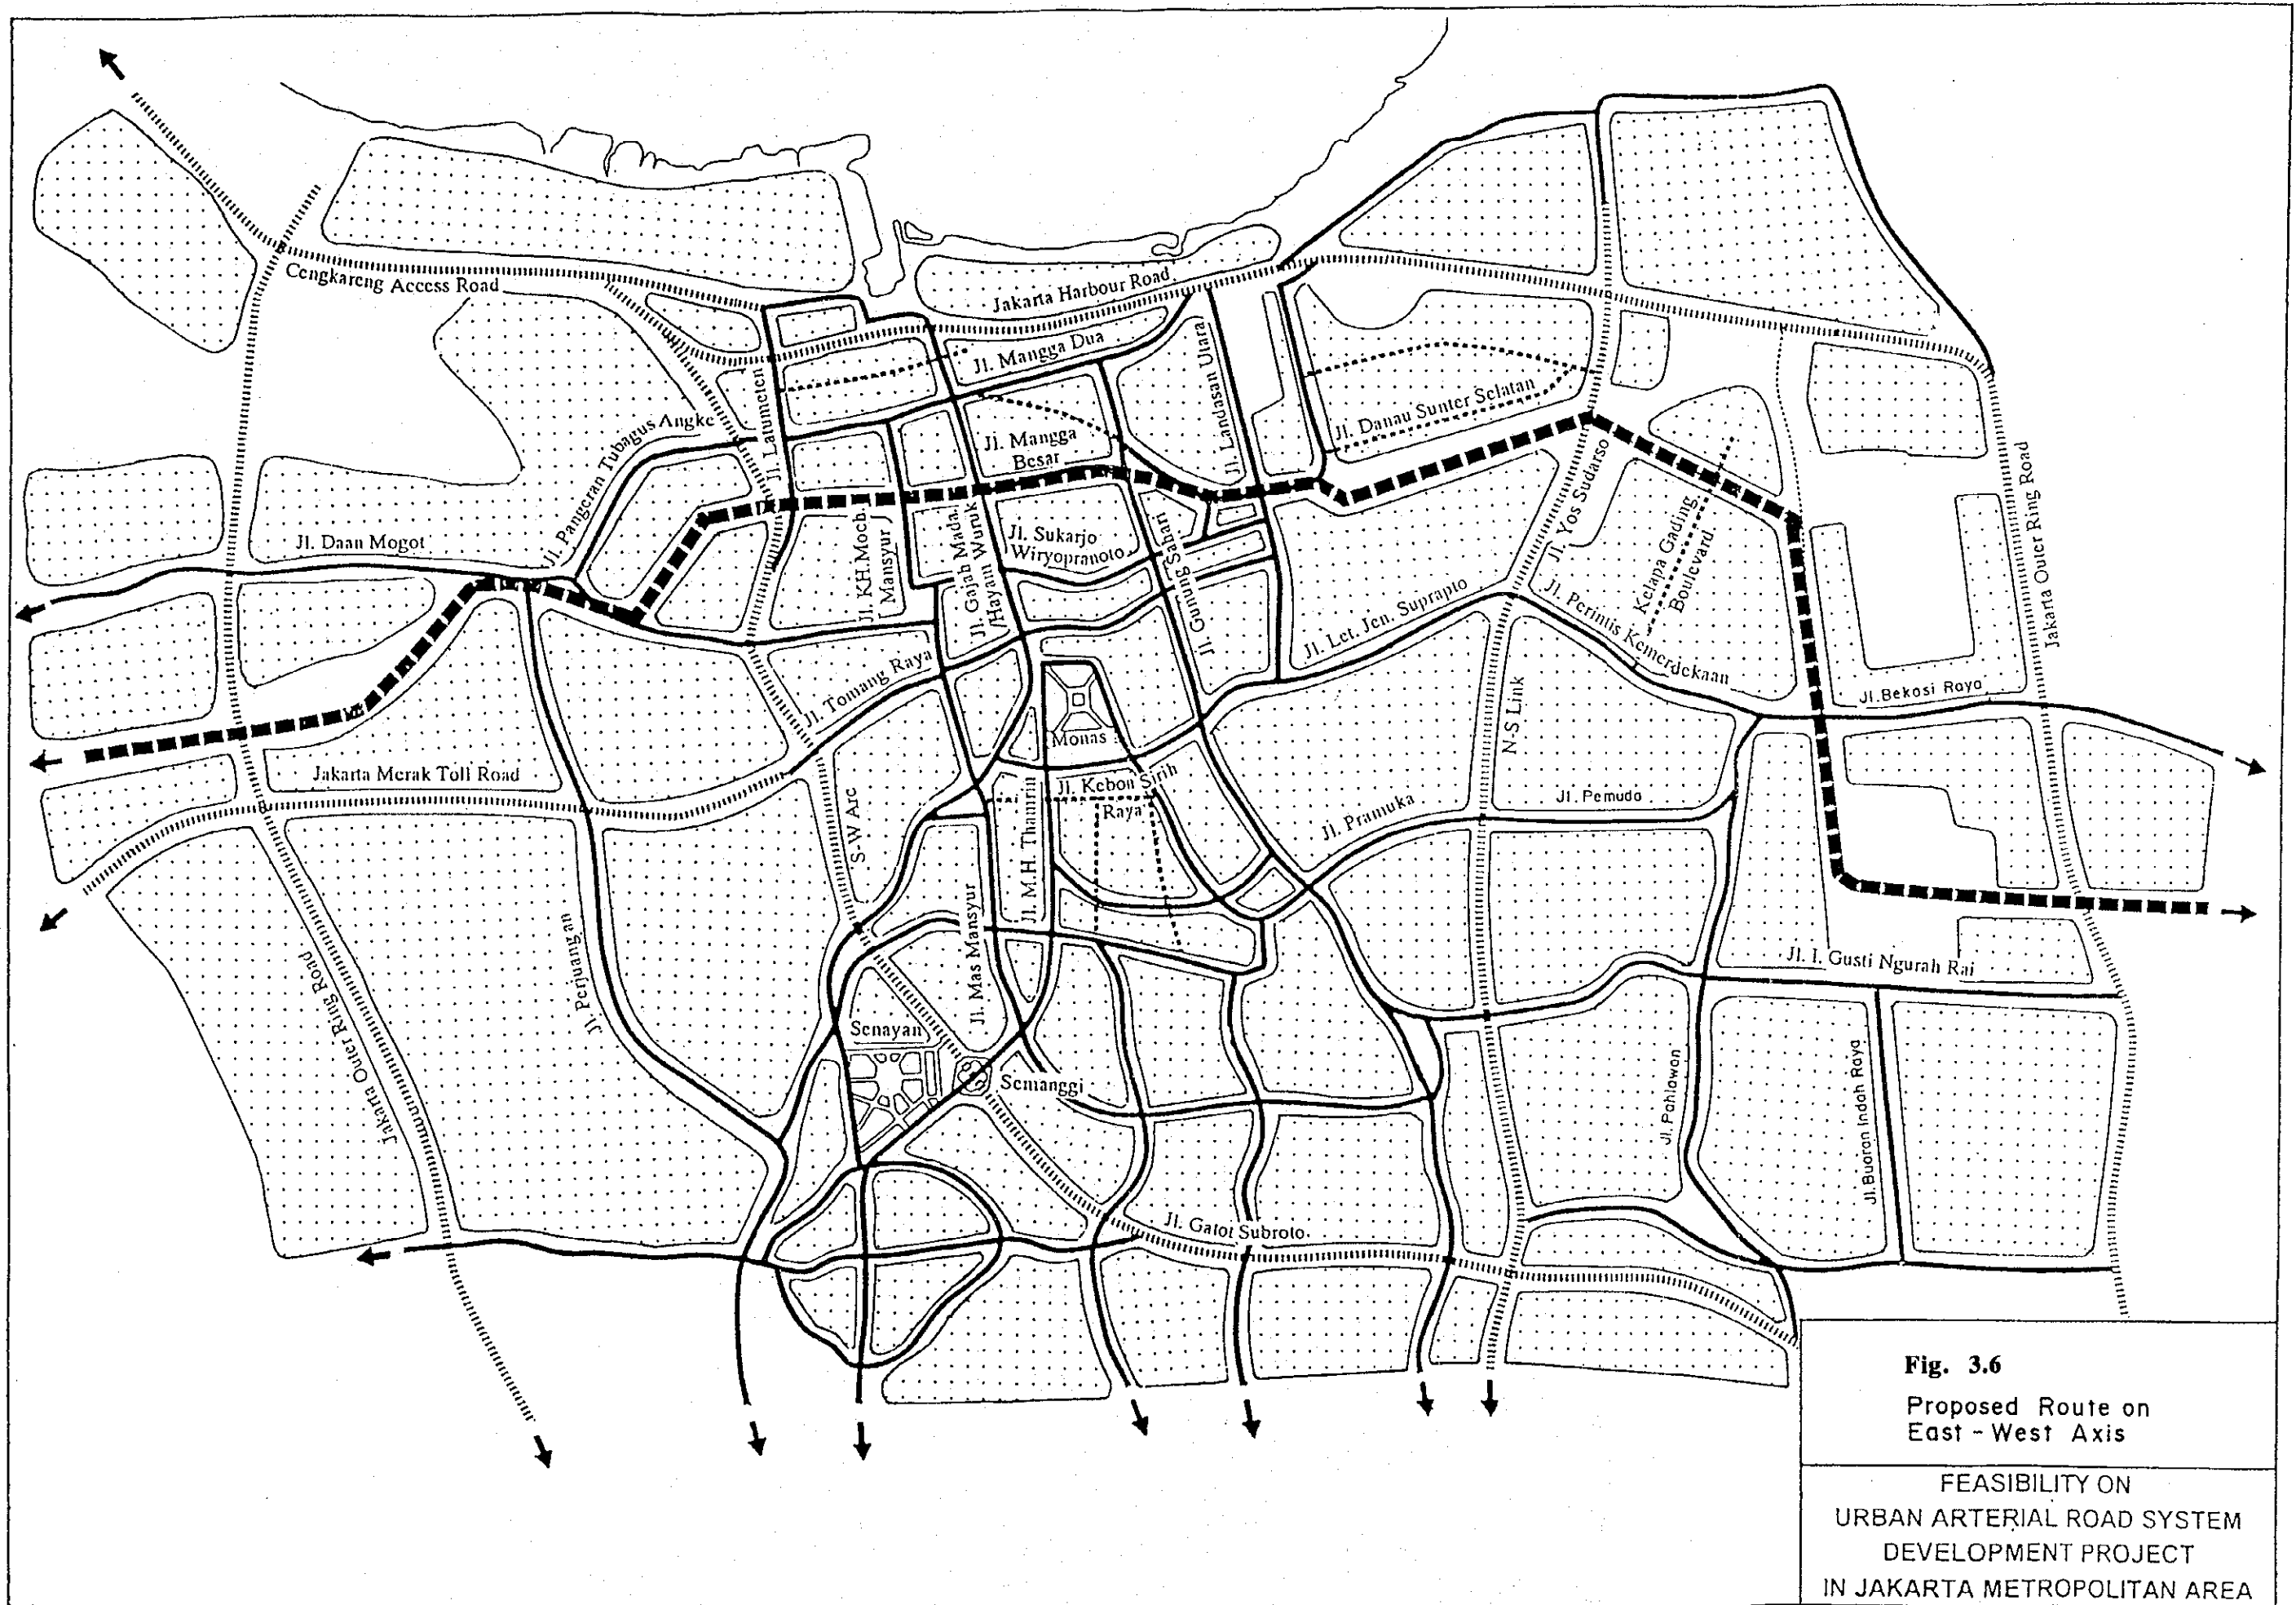 Cengkareng Access Road
Jakarta Harbour Road
Jl. Mangga Dua
Jl. Landasan Utara
Jl. Latumeten
Jl. Pangeran Tubagus Angke
Jl. Danau Sunter Selatan
Jl. Mangga
Besar
Jl. Yos Sudarso
Jakarta Outer Ring Road
Jl. Daan Mogot
Jl. K.H.Moch.
Mansyur
Jl. Gajah Mada
/Hayam Wuruk
Jl. Sukarjo
Wiryopranoto
Jl. Gunung Sahari
Kelapa Gading
Boulevard
Jl. Let. Jen. Suprapto
Jl. Perintis Kemerdekaan
Jl. Tomang Raya
Jl.Bekasi Raya
N-S Link
Monas
Jakarta Merak Toll Road
Jl. Kebon Sirih
Raya
Jl. Pramuka
Jl. Pemuda
S-W Arc
Jl. M.H. Thamrin
Jl. Mas Mansyur
Jl. Perjuangan
Jakarta Outer Ring Road
Jl. I. Gusti Ngurah Rai
Senayan
Semanggi
Jl. Pahlawan
Jl. Buaran Indah Raya
Jl. Gatot Subroto
Fig. 3.6
Proposed Route on
East - West Axis
FEASIBILITY ON
URBAN ARTERIAL ROAD SYSTEM
DEVELOPMENT PROJECT
IN JAKARTA METROPOLITAN AREA